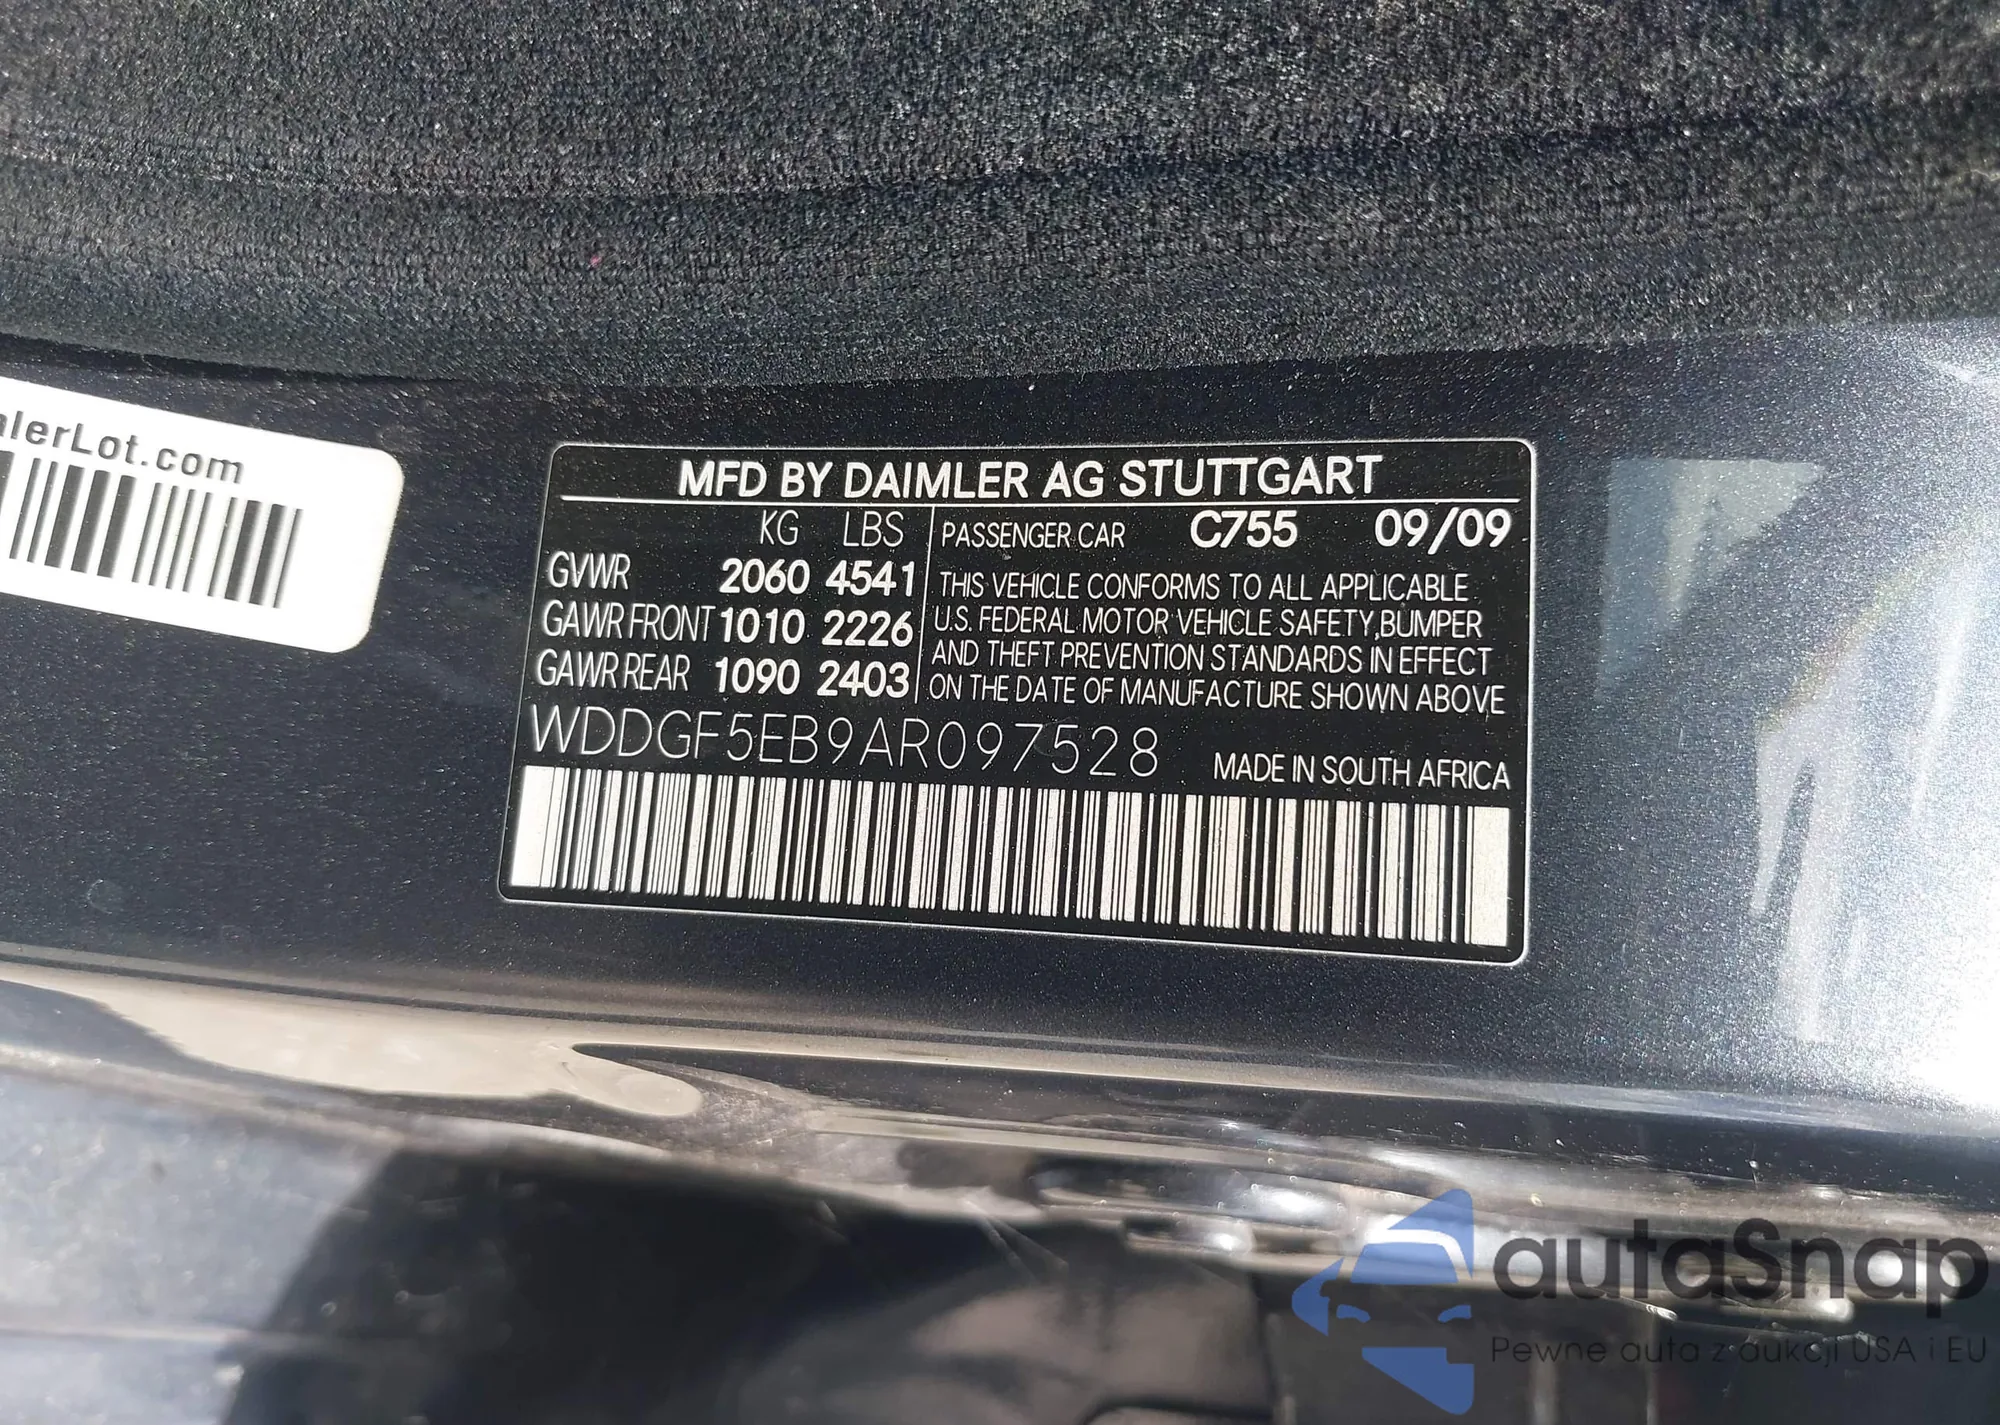 alerLot.com
MFD BY DAIMLER AG STUTTGART
KG LBS
GVWR 2060 4541
GAWR FRONT 1010 2226
GAWR REAR 1090 2403
PASSENGER CAR C755 09/09
THIS VEHICLE CONFORMS TO ALL APPLICABLE
U.S. FEDERAL MOTOR VEHICLE SAFETY, BUMPER
AND THEFT PREVENTION STANDARDS IN EFFECT
ON THE DATE OF MANUFACTURE SHOWN ABOVE
WDDGF5EB9AR097528
MADE IN SOUTH AFRICA
autaSnap
Pewne auta z aukcji USA i EU